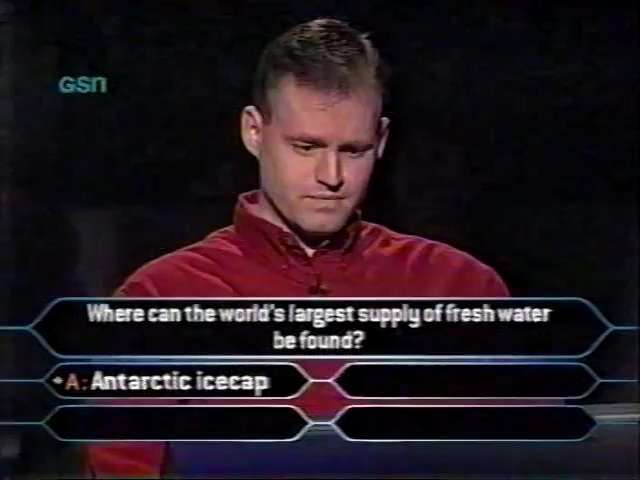 GSN
Where can the world's largest supply of fresh water
be found?
A: Antarctic icecap